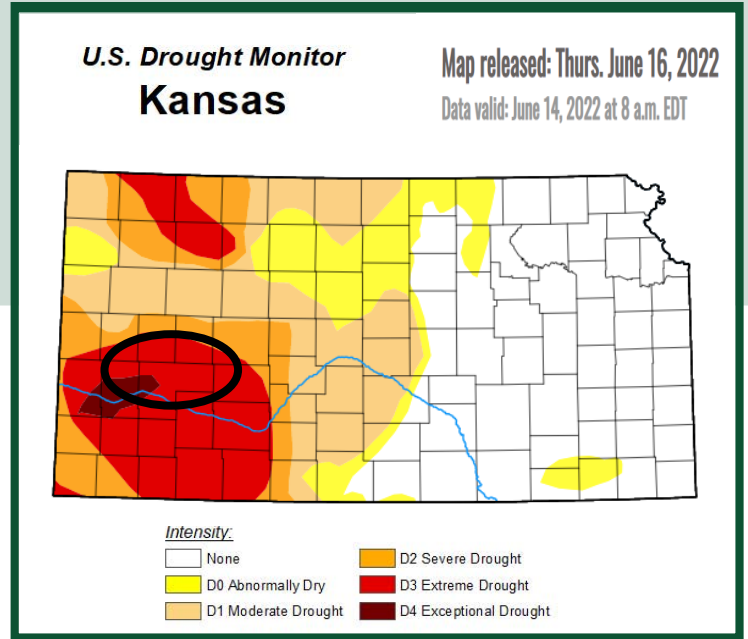 U.S. Drought Monitor
Kansas
Map released: Thurs. June 16, 2022
Data valid: June 14, 2022 at 8 a.m. EDT
Intensity:
None
D0 Abnormally Dry
D1 Moderate Drought
D2 Severe Drought
D3 Extreme Drought
D4 Exceptional Drought